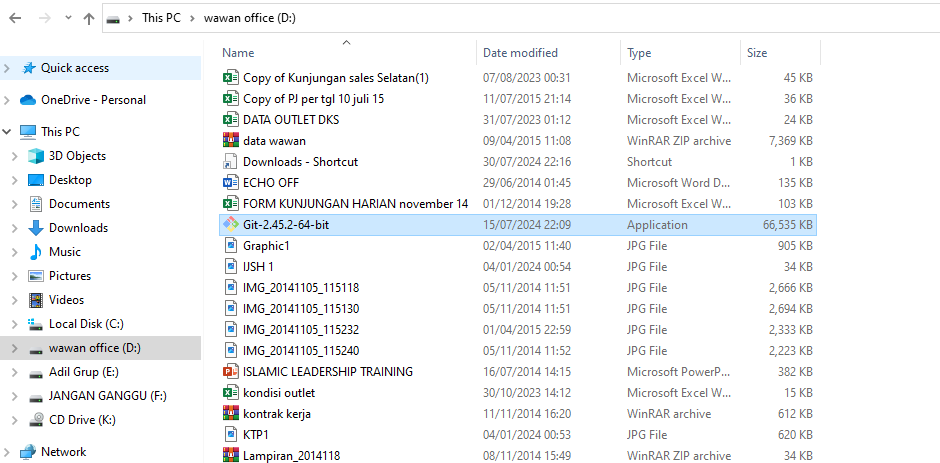 This PC > wawan office (D:)
Name Date modified Type Size
Quick access
OneDrive - Personal
This PC
3D Objects
Desktop
Documents
Downloads
Music
Pictures
Videos
Local Disk (C:)
wawan office (D:)
Adil Grup (E:)
JANGAN GANGGU (F:)
CD Drive (K:)
Network
Copy of Kunjungan sales Selatan(1) 07/08/2023 00:31 Microsoft Excel W... 45 KB
Copy of PJ per tgl 10 juli 15 11/07/2015 21:14 Microsoft Excel W... 36 KB
DATA OUTLET DKS 31/07/2023 01:12 Microsoft Excel W... 24 KB
data wawan 09/04/2015 11:08 WinRAR ZIP archive 7,369 KB
Downloads - Shortcut 30/07/2024 22:16 Shortcut 1 KB
ECHO OFF 29/06/2014 01:45 Microsoft Word D... 135 KB
FORM KUNJUNGAN HARIAN november 14 01/12/2014 19:28 Microsoft Excel W... 103 KB
Git-2.45.2-64-bit 15/07/2024 22:09 Application 66,535 KB
Graphic1 02/04/2015 11:40 JPG File 905 KB
IJSH 1 04/01/2024 00:54 JPG File 34 KB
IMG_20141105_115118 05/11/2014 11:51 JPG File 2,666 KB
IMG_20141105_115130 05/11/2014 11:51 JPG File 2,694 KB
IMG_20141105_115232 01/04/2015 22:59 JPG File 2,333 KB
IMG_20141105_115240 05/11/2014 11:52 JPG File 2,223 KB
ISLAMIC LEADERSHIP TRAINING 16/07/2014 14:15 Microsoft PowerP... 382 KB
kondisi outlet 30/10/2023 14:12 Microsoft Excel W... 15 KB
kontrak kerja 11/11/2014 16:20 WinRAR archive 612 KB
KTP1 04/01/2024 00:53 JPG File 620 KB
Lampiran_2014118 08/11/2014 15:49 WinRAR ZIP archive 34 KB